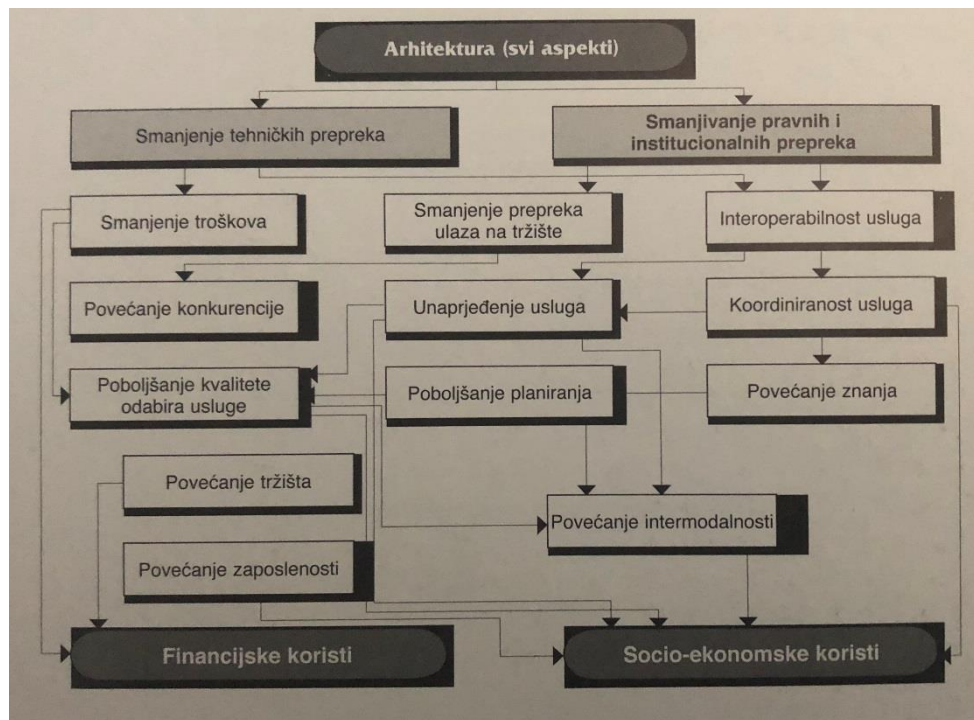 Arhitektura (svi aspekti)
Smanjenje tehničkih prepreka
Smanjivanje pravnih i
institucionalnih prepreka
Smanjenje troškova
Smanjenje prepreka
ulaza na tržište
Interoperabilnost usluga
Povećanje konkurencije
Unaprjeđenje usluga
Koordiniranost usluga
Poboljšanje kvalitete
odabira usluge
Poboljšanje planiranja
Povećanje znanja
Povećanje tržišta
Povećanje intermodalnosti
Povećanje zaposlenosti
Financijske koristi
Socio-ekonomske koristi